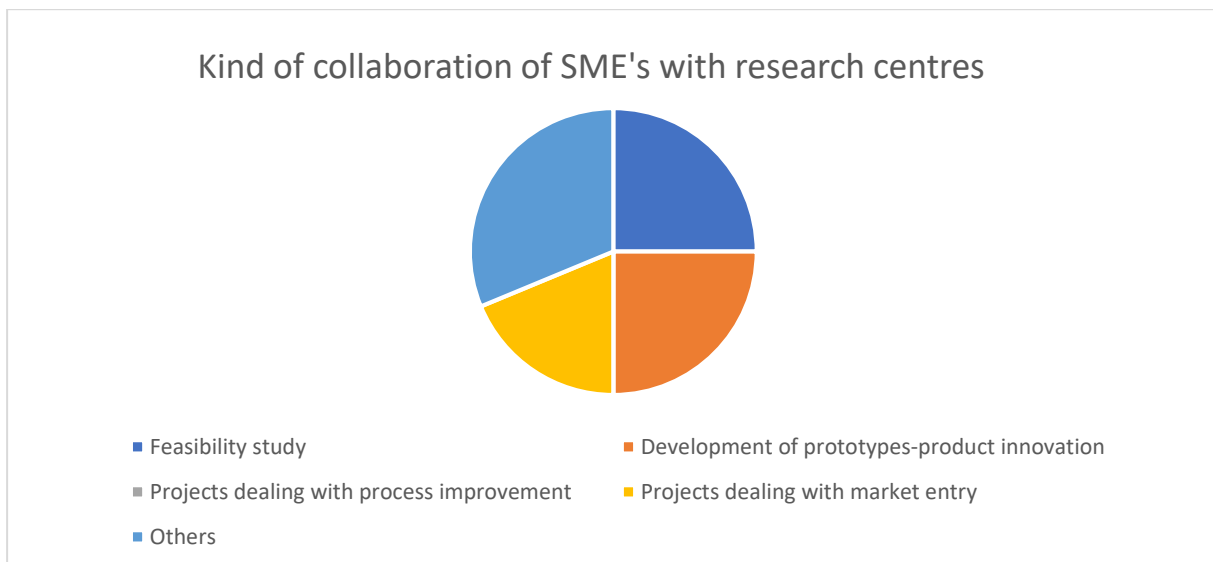 Kind of collaboration of SME's with research centres
Feasibility study
Development of prototypes-product innovation
Projects dealing with process improvement
Projects dealing with market entry
Others